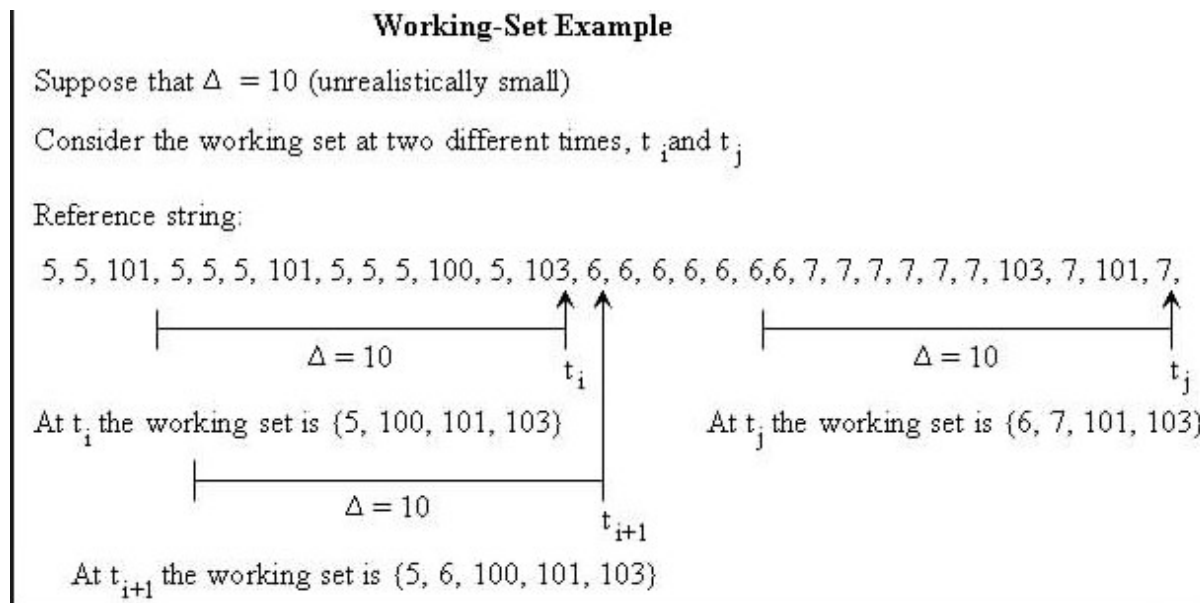 Working-Set Example
Suppose that Δ = 10 (unrealistically small)
Consider the working set at two different times, t i and t j
Reference string:
5, 5, 101, 5, 5, 5, 101, 5, 5, 5, 100, 5, 103, 6, 6, 6, 6, 6, 6,6, 7, 7, 7, 7, 7, 7, 103, 7, 101, 7,
Δ = 10
t i
Δ = 10
t j
At t i the working set is {5, 100, 101, 103}
At t j the working set is {6, 7, 101, 103}
Δ = 10
t i+1
At t i+1 the working set is {5, 6, 100, 101, 103}